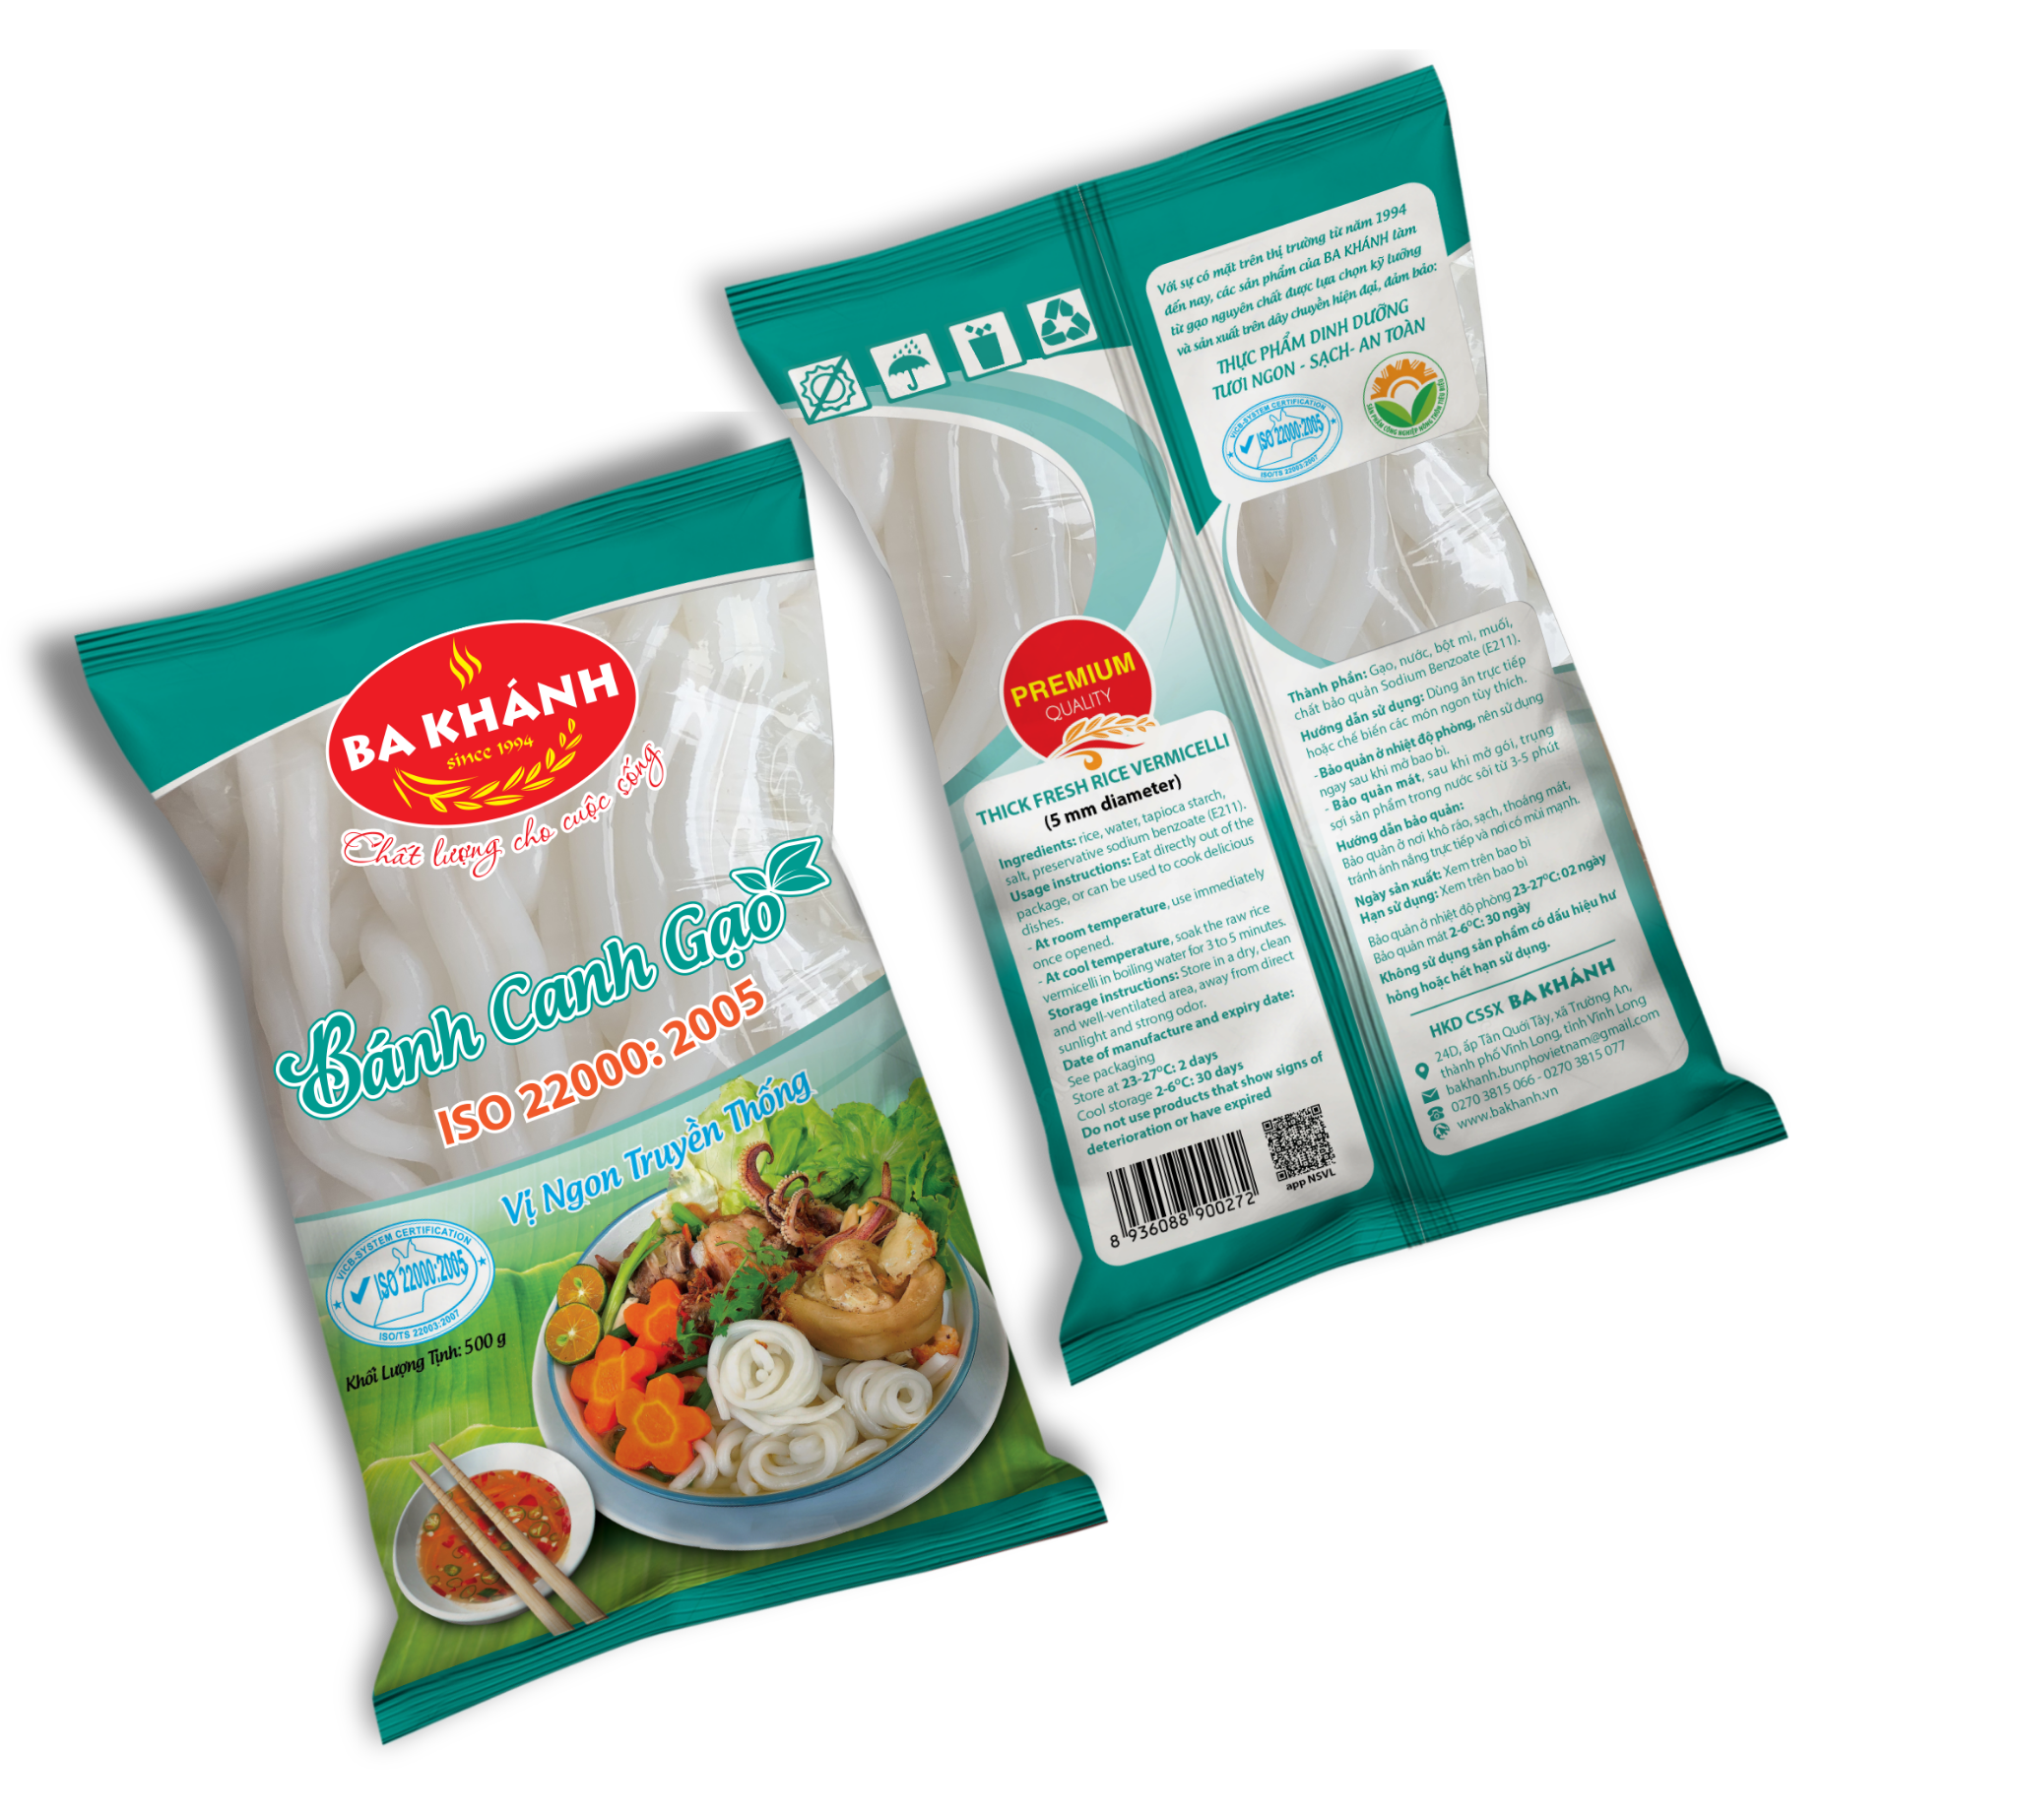 BA KHÁNH
since 1994
Chất lượng cho cuộc sống
Bánh Canh Gạo
ISO 22000: 2005
Vị Ngon Truyền Thống
VICB-SYSTEM CERTIFICATION
ISO 22000:2005
ISO/TS 22003:2007
Khối Lượng Tịnh: 500 g
PREMIUM
QUALITY
THICK FRESH RICE VERMICELLI
(5 mm diameter)
Ingredients: rice, water, tapioca starch,
salt, preservative sodium benzoate (E211).
Usage instructions: Eat directly out of the
package, or can be used to cook delicious
dishes.
- At room temperature, use immediately
once opened.
- At cool temperature, soak the raw rice
vermicelli in boiling water for 3 to 5 minutes.
Storage instructions: Store in a dry, clean
and well-ventilated area, away from direct
sunlight and strong odor.
Date of manufacture and expiry date:
See packaging
Store at 23-27°C: 2 days
Cool storage 2-6°C: 30 days
Do not use products that show signs of
deterioration or have expired
8 936088 900272
app NSVL
Với sự có mặt trên thị trường từ năm 1994
đến nay, các sản phẩm của BA KHÁNH làm
từ gạo nguyên chất được lựa chọn kỹ lưỡng
và sản xuất trên dây chuyền hiện đại, đảm bảo:
THỰC PHẨM DINH DƯỠNG
TƯƠI NGON - SẠCH- AN TOÀN
VICB-SYSTEM CERTIFICATION
ISO 22000:2005
ISO/TS 22003:2007
SẢN PHẨM CÔNG NGHIỆP NÔNG THÔN TIÊU BIỂU
Thành phần: Gạo, nước, bột mì, muối,
chất bảo quản Sodium Benzoate (E211).
Hướng dẫn sử dụng: Dùng ăn trực tiếp
hoặc chế biến các món ngon tùy thích.
- Bảo quản ở nhiệt độ phòng, nên sử dụng
ngay sau khi mở bao bì.
- Bảo quản mát, sau khi mở gói, trụng
sợi sản phẩm trong nước sôi từ 3-5 phút
Hướng dẫn bảo quản:
Bảo quản ở nơi khô ráo, sạch, thoáng mát,
tránh ánh nắng trực tiếp và nơi có mùi mạnh.
Ngày sản xuất: Xem trên bao bì
Hạn sử dụng: Xem trên bao bì
Bảo quản ở nhiệt độ phòng 23-27°C: 02 ngày
Bảo quản mát 2-6°C: 30 ngày
Không sử dụng sản phẩm có dấu hiệu hư
hỏng hoặc hết hạn sử dụng.
HKD CSSX BA KHÁNH
24D, ấp Tân Quới Tây, xã Trường An,
thành phố Vĩnh Long, tỉnh Vĩnh Long
bakhanh.bunphovietnam@gmail.com
0270 3815 066 - 0270 3815 077
www.bakhanh.vn